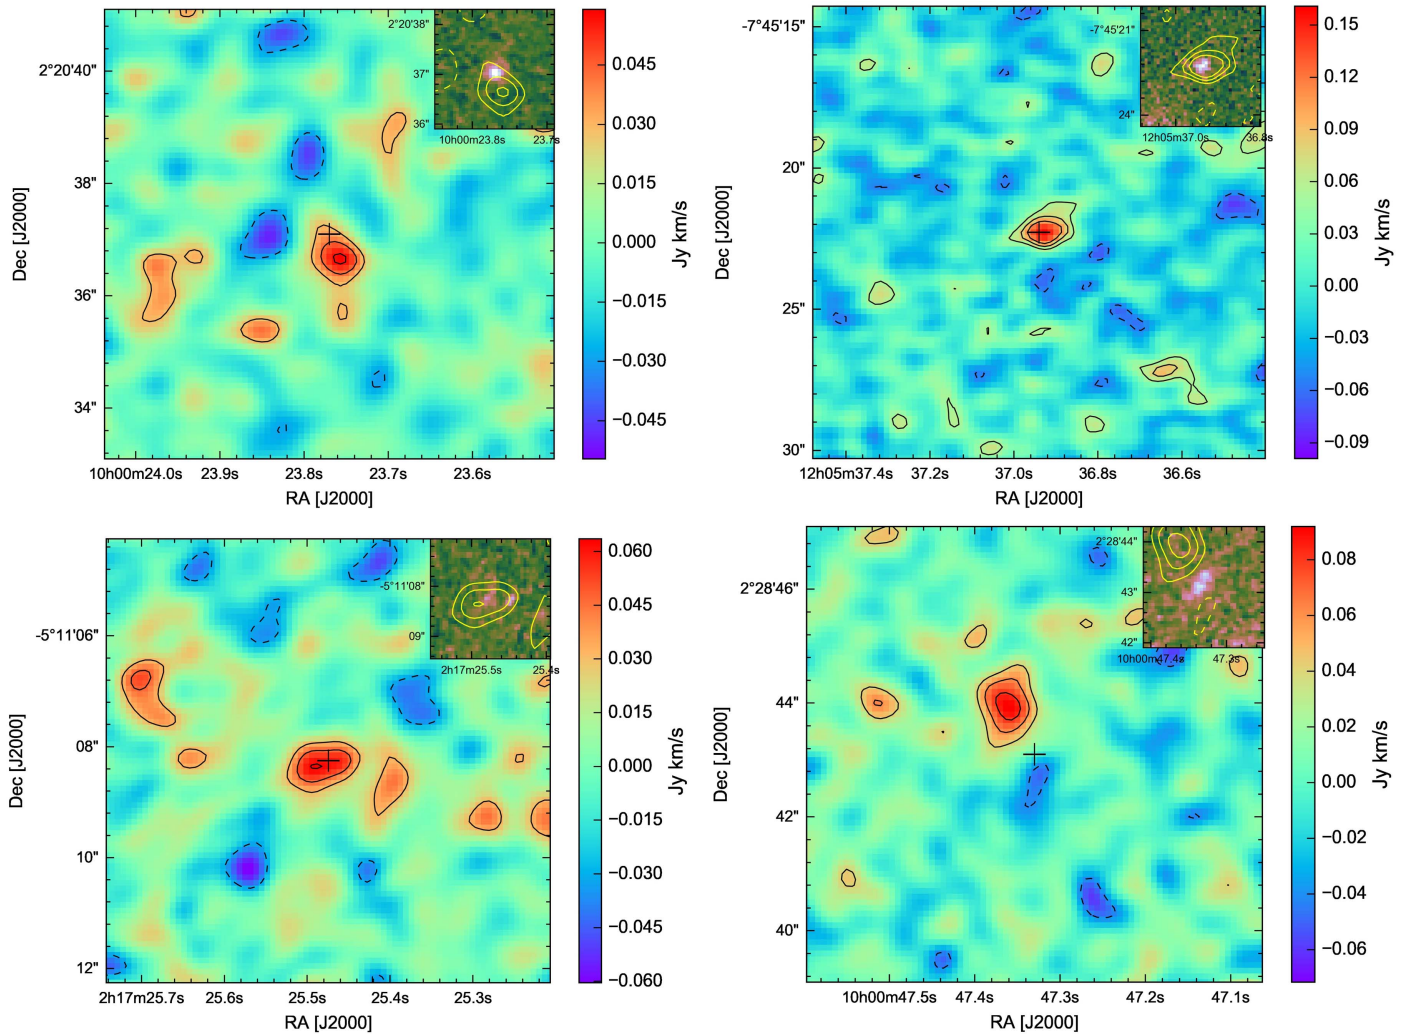 2°20'40"
38"
36"
34"
Dec [J2000]
10h00m24.0s 23.9s 23.8s 23.7s 23.6s
RA [J2000]
2°20'38"
37"
36"
10h00m23.8s 23.7s
0.045
0.030
0.015
0.000
−0.015
−0.030
−0.045
Jy km/s
-7°45'15"
20"
25"
30"
Dec [J2000]
12h05m37.4s 37.2s 37.0s 36.8s 36.6s
RA [J2000]
-7°45'21"
24"
12h05m37.0s 36.8s
0.15
0.12
0.09
0.06
0.03
0.00
−0.03
−0.06
−0.09
Jy km/s
-5°11'06"
08"
10"
12"
Dec [J2000]
2h17m25.7s 25.6s 25.5s 25.4s 25.3s
RA [J2000]
-5°11'08"
09"
2h17m25.5s 25.4s
0.060
0.045
0.030
0.015
0.000
−0.015
−0.030
−0.045
−0.060
Jy km/s
2°28'46"
44"
42"
40"
Dec [J2000]
10h00m47.5s 47.4s 47.3s 47.2s 47.1s
RA [J2000]
2°28'44"
43"
42"
10h00m47.4s 47.3s
0.08
0.06
0.04
0.02
0.00
−0.02
−0.04
−0.06
Jy km/s